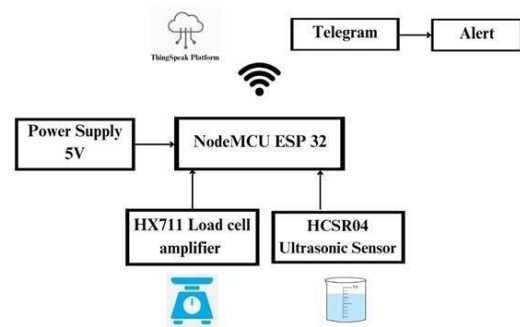 ThingSpeak Platform
Telegram
Alert
Power Supply
5V
NodeMCU ESP 32
HX711 Load cell
amplifier
HCSR04
Ultrasonic Sensor